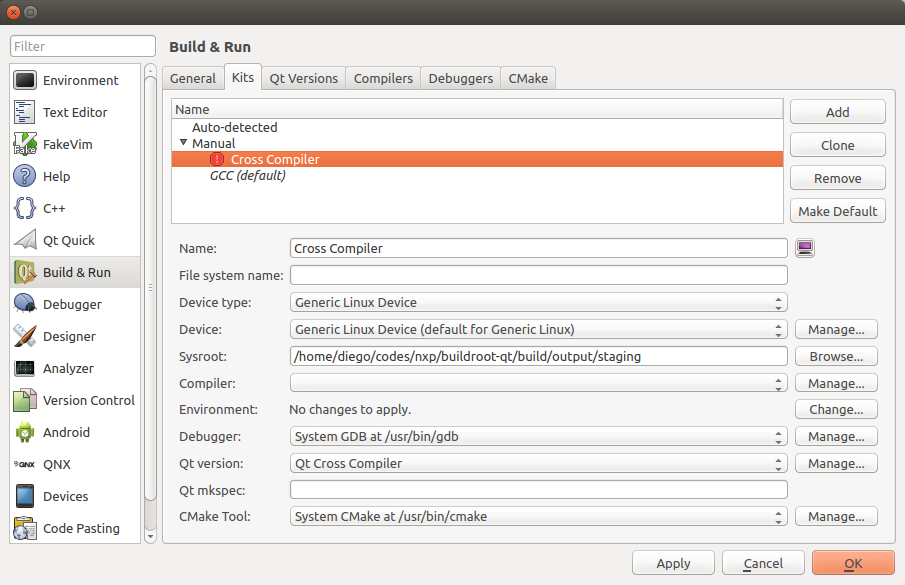 Filter
Build & Run
Environment
Text Editor
FakeVim
Help
C++
Qt Quick
Build & Run
Debugger
Designer
Analyzer
Version Control
Android
QNX
Devices
Code Pasting
General Kits Qt Versions Compilers Debuggers CMake
Name
Auto-detected
Manual
Cross Compiler
GCC (default)
Add
Clone
Remove
Make Default
Name: Cross Compiler
File system name:
Device type: Generic Linux Device
Device: Generic Linux Device (default for Generic Linux) Manage...
Sysroot: /home/diego/codes/nxp/buildroot-qt/build/output/staging Browse...
Compiler: Manage...
Environment: No changes to apply. Change...
Debugger: System GDB at /usr/bin/gdb Manage...
Qt version: Qt Cross Compiler Manage...
Qt mkspec:
CMake Tool: System CMake at /usr/bin/cmake Manage...
Apply Cancel OK